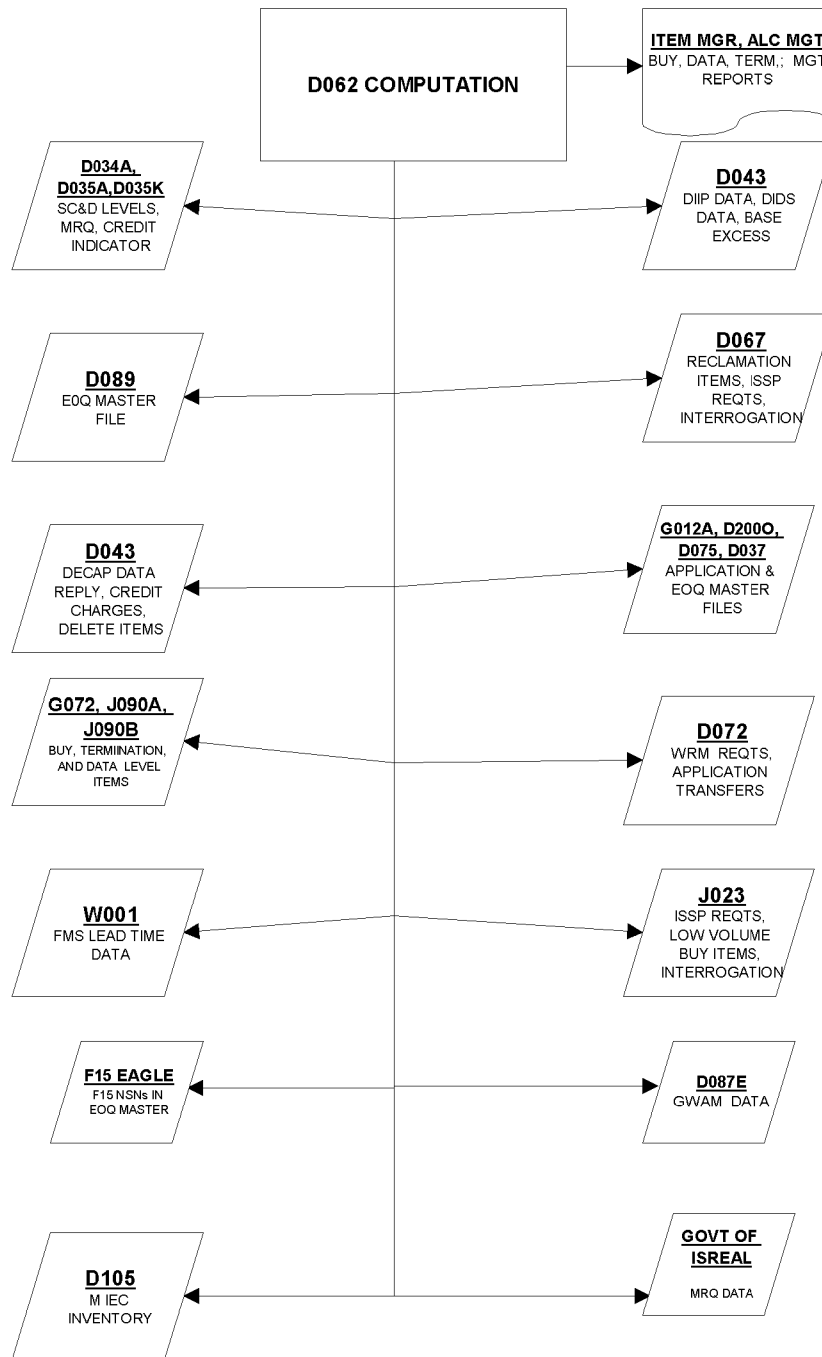 D062 COMPUTATION
ITEM MGR, ALC MGT
BUY, DATA, TERM,; MGT
REPORTS
D034A,
D035A,D035K
SC&D LEVELS,
MRQ, CREDIT
INDICATOR
D043
DIIP DATA, DIDS
DATA, BASE
EXCESS
D089
E0Q MASTER
FILE
D067
RECLAMATION
ITEMS, ISSP
REQTS,
INTERROGATION
D043
DECAP DATA
REPLY, CREDIT
CHARGES,
DELETE ITEMS
G012A, D200O,
D075, D037
APPLICATION &
EOQ MASTER
FILES
G072, J090A,
J090B
BUY, TERMIINATION,
AND DATA LEVEL
ITEMS
D072
WRM REQTS,
APPLICATION
TRANSFERS
W001
FMS LEAD TIME
DATA
J023
ISSP REQTS,
LOW VOLUME
BUY ITEMS,
INTERROGATION
F15 EAGLE
F15 NSNs IN
EOQ MASTER
D087E
GWAM DATA
D105
M IEC
INVENTORY
GOVT OF
ISREAL
MRQ DATA